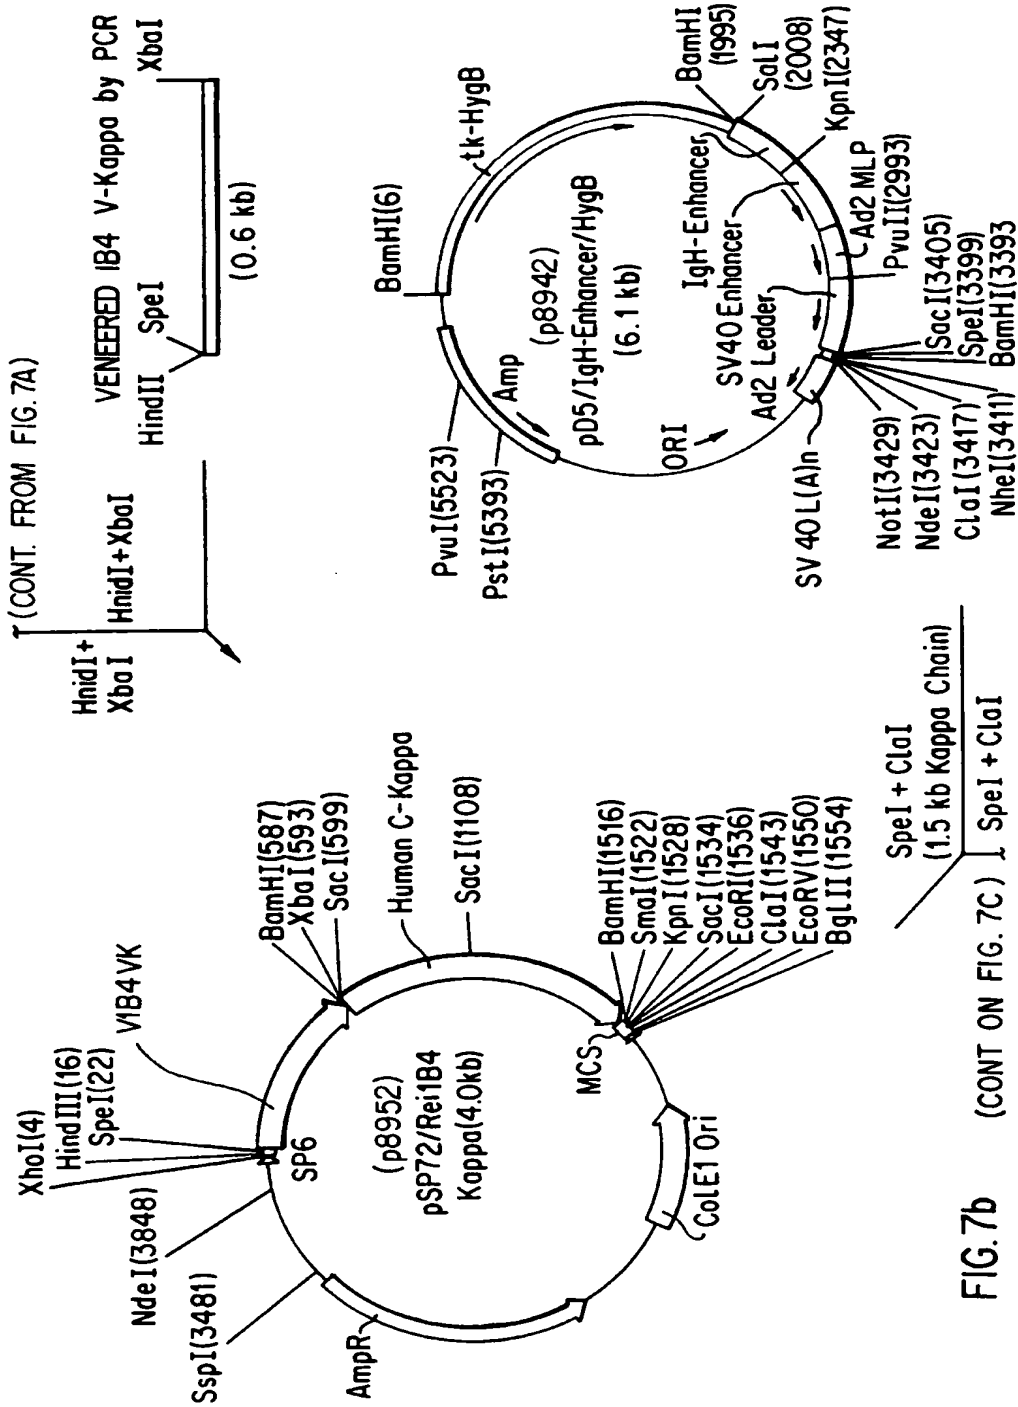 (CONT. FROM FIG. 7A)
HnidI+
XbaI
HnidI+XbaI
VENEERED IB4 V-Kappa by PCR
HindII
SpeI
XbaI
(0.6 kb)
XhoI(4)
HindIII(16)
SpeI(22)
V1B4VK
NdeI(3848)
SspI(3481)
SP6
AmpR
(p8952)
pSP72/Rei1B4
Kappa(4.0kb)
BamHI(587)
XbaI(593)
SacI(599)
Human C-Kappa
SacI(1108)
MCS
BamHI(1516)
SmaI(1522)
KpnI(1528)
SacI(1534)
EcoRI(1536)
ClaI(1543)
EcoRV(1550)
BglII(1554)
ColE1 Ori
BamHI(6)
tk-HygB
PvuI(5523)
PstI(5393)
Amp
(p8942)
pD5/IgH-Enhancer/HygB
(6.1 kb)
ORI
IgH-Enhancer
SV40 Enhancer
Ad2 Leader
BamHI
(1995)
SalI
(2008)
KpnI(2347)
Ad2 MLP
PvuII(2993)
SV40L(A)n
SacI(3405)
SpeI(3399)
BamHI(3393
NotI(3429)
NdeI(3423)
ClaI(3417)
NheI(3411)
SpeI + ClaI
(1.5 kb Kappa Chain)
SpeI + ClaI
(CONT ON FIG. 7C)
FIG. 7b